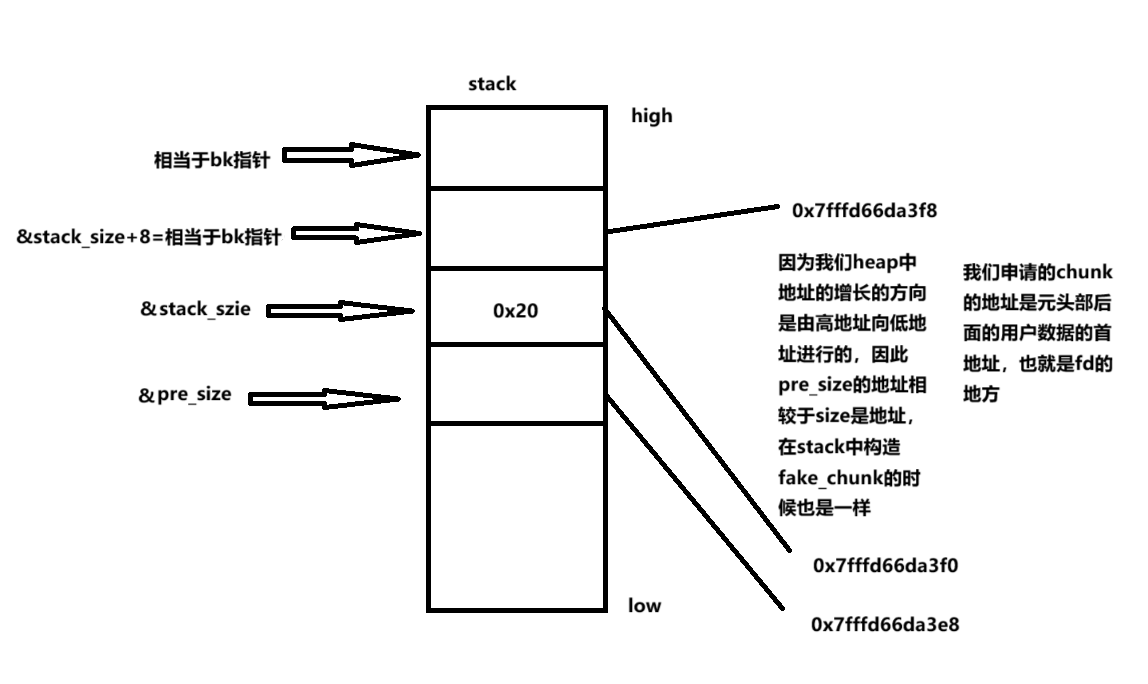 stack
high
相当于bk指针
0x7fffd66da3f8
&stack_size+8=相当于bk指针
因为我们heap中
地址的增长的方向
是由高地址向低地
址进行的，因此
pre_size的地址相
较于size是地址，
在stack中构造
fake_chunk的时
候也是一样
我们申请的chunk
的地址是元头部后
面的用户数据的首
地址，也就是fd的
地方
&stack_szie
0x20
&pre_size
0x7fffd66da3f0
low
0x7fffd66da3e8